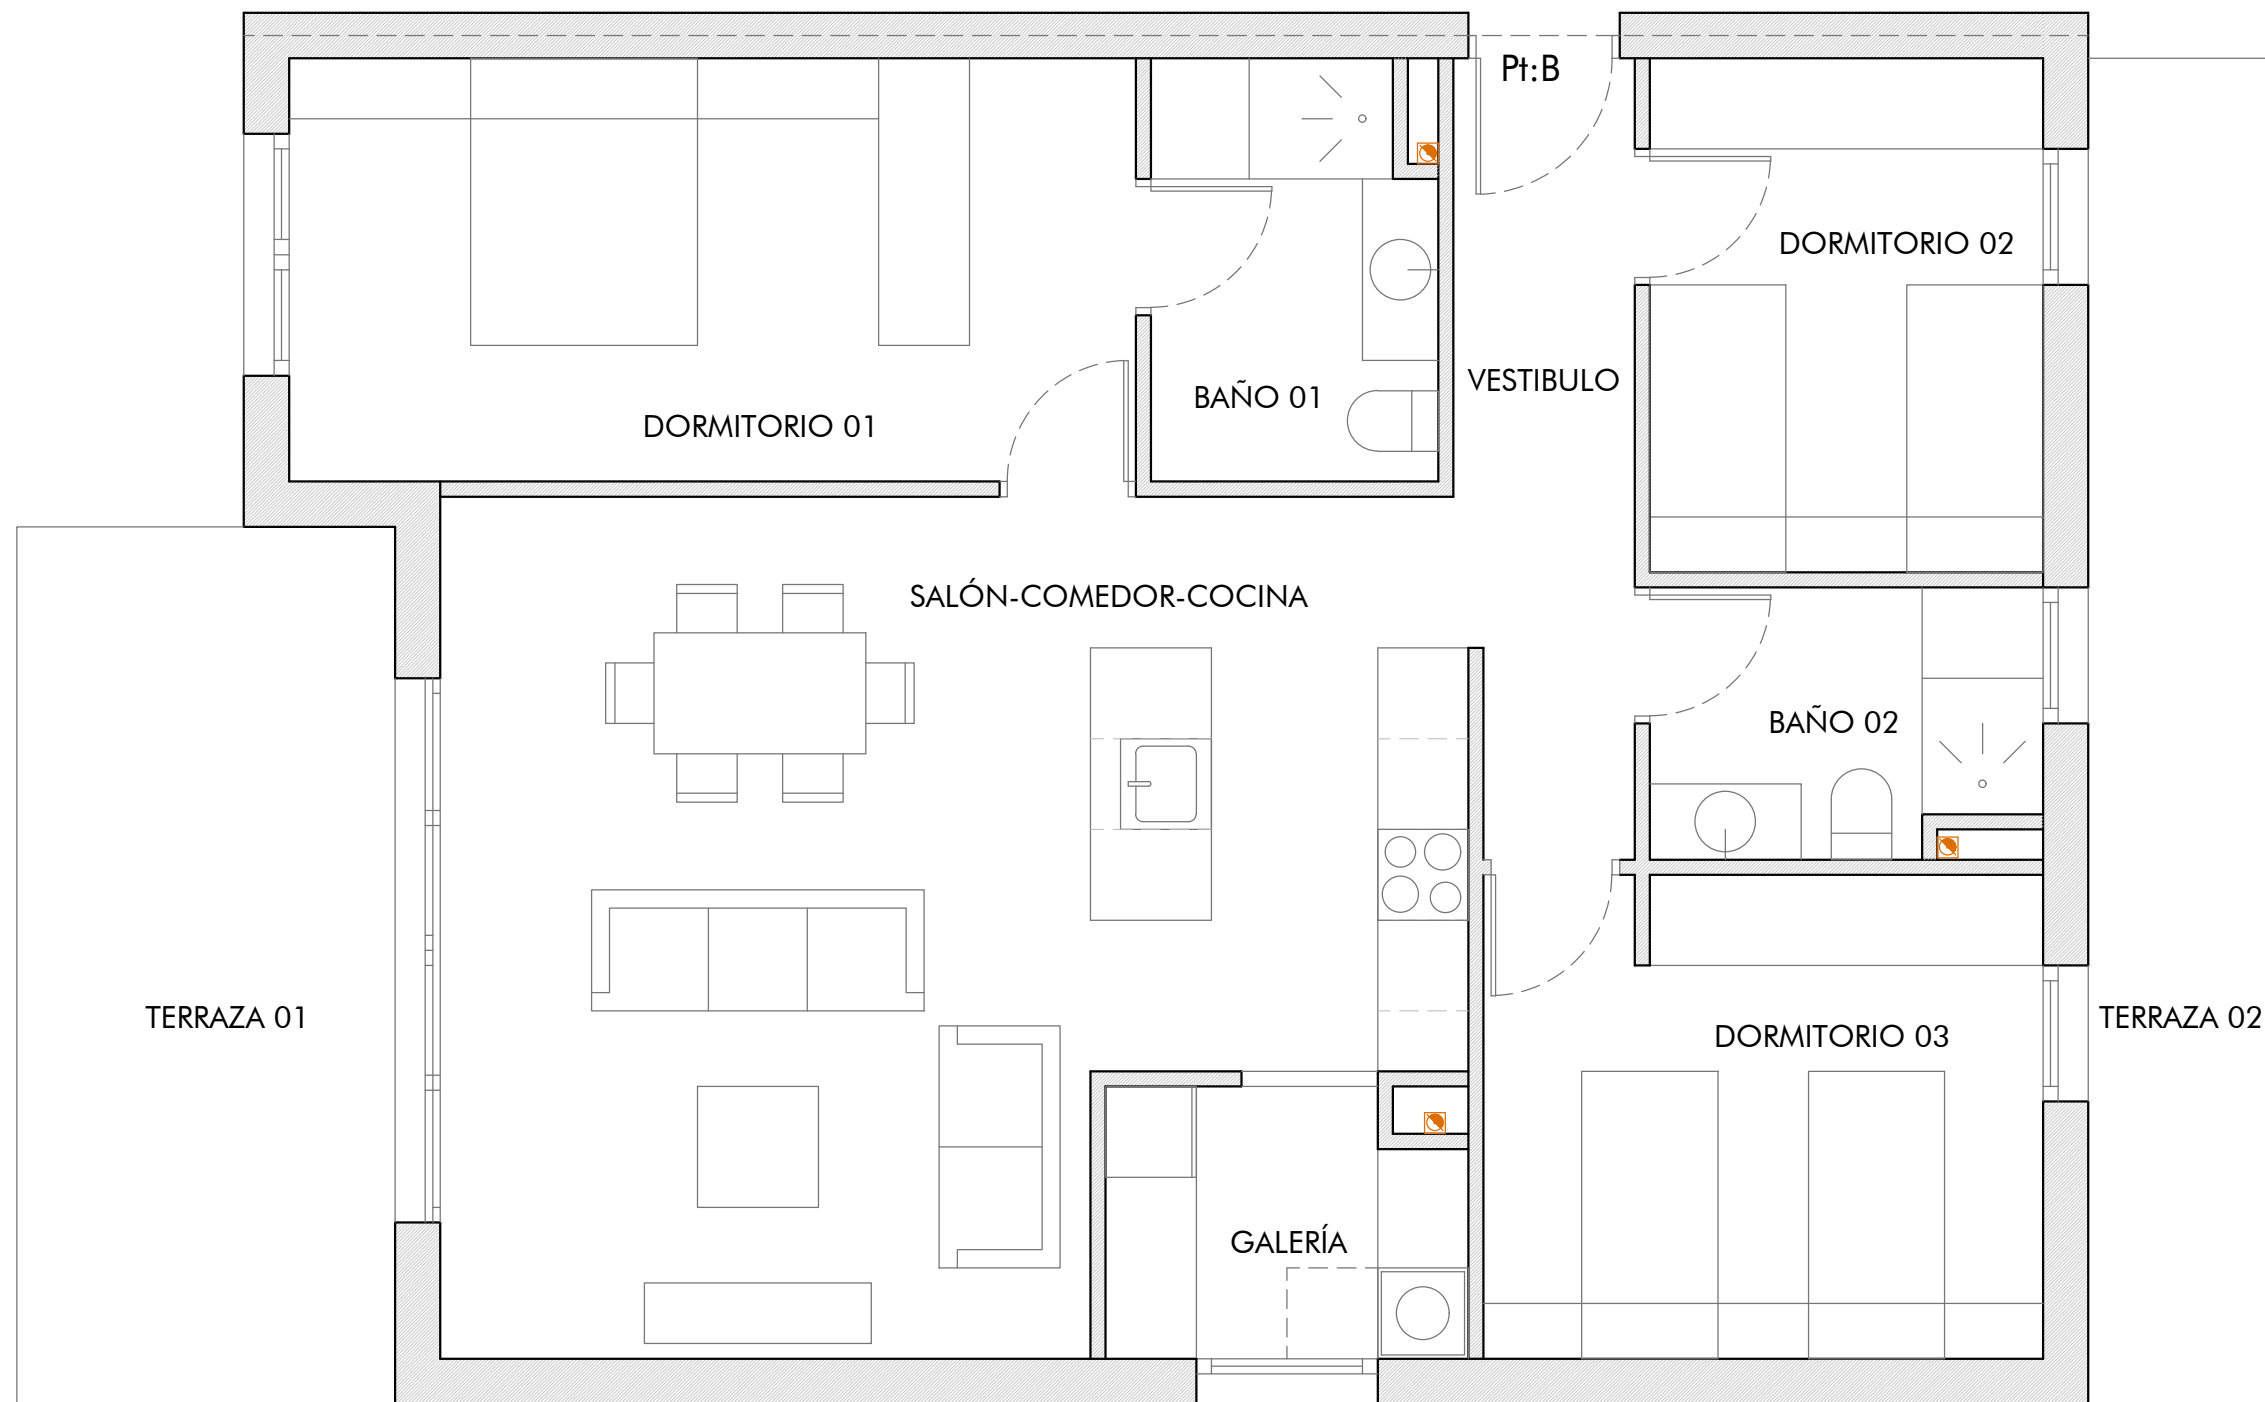 Pt:B
DORMITORIO 02
VESTIBULO
BAÑO 01
DORMITORIO 01
SALÓN-COMEDOR-COCINA
BAÑO 02
TERRAZA 01
TERRAZA 02
DORMITORIO 03
GALERÍA